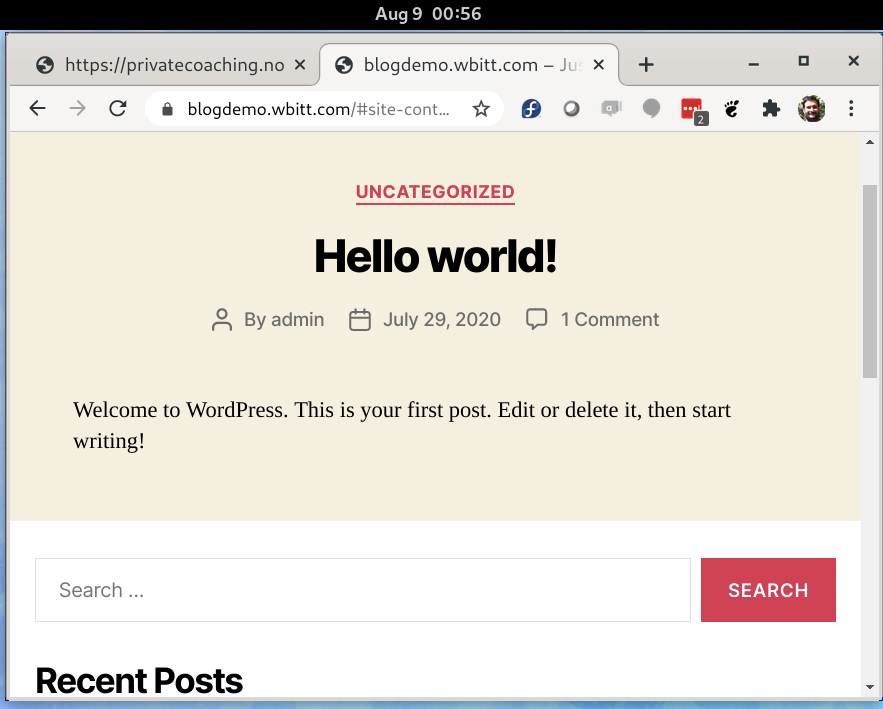 Aug 9 00:56
https://privatecoaching.no
blogdemo.wbitt.com – Jus
blogdemo.wbitt.com/#site-cont...
2
UNCATEGORIZED
Hello world!
By admin July 29, 2020 1 Comment
Welcome to WordPress. This is your first post. Edit or delete it, then start
writing!
Search ...
SEARCH
Recent Posts